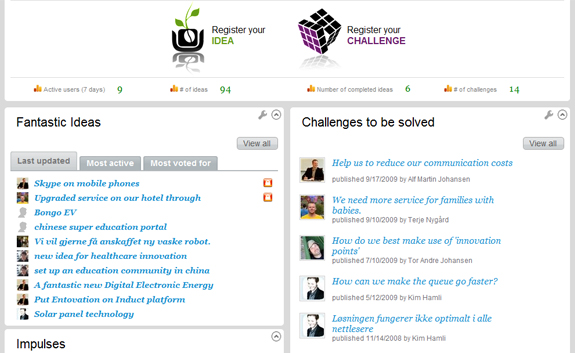 Register your
IDEA
Register your
CHALLENGE
Active users (7 days) 9
# of ideas 94
Number of completed ideas 6
# of challenges 14
Fantastic Ideas
View all
Last updated
Most active
Most voted for
Skype on mobile phones
Upgraded service on our hotel through
Bongo EV
chinese super education portal
Vi vil gjerne få anskaffet ny vaske robot.
new idea for healthcare innovation
set up an education community in china
A fantastic new Digital Electronic Energy
Put Entovation on Induct platform
Solar panel technology
Impulses
Challenges to be solved
View all
Help us to reduce our communication costs
published 9/17/2009 by Alf Martin Johansen
We need more service for families with
babies.
published 9/10/2009 by Terje Nygård
How do we best make use of 'innovation
points'
published 7/10/2009 by Tor Andre Johansen
How can we make the queue go faster?
published 5/12/2009 by Kim Hamli
Løsningen fungerer ikke optimalt i alle
nettlesere
published 11/14/2008 by Kim Hamli